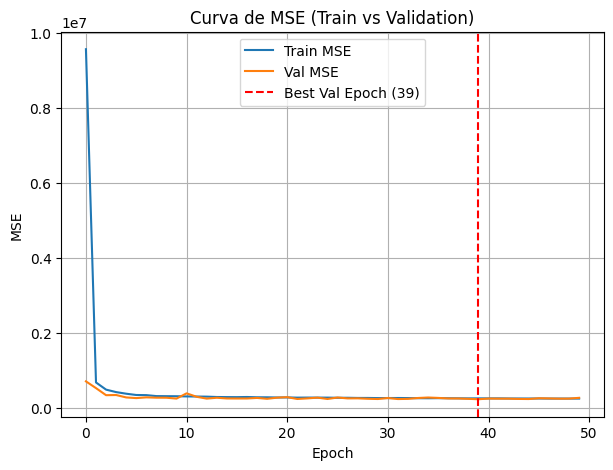 Curva de MSE (Train vs Validation)
1e7
Train MSE
Val MSE
Best Val Epoch (39)
1.0
0.8
0.6
0.4
0.2
0.0
MSE
0 10 20 30 40 50
Epoch